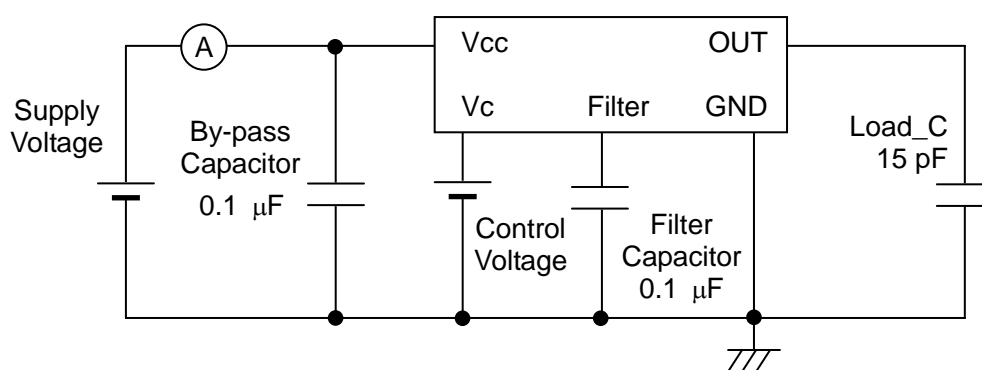 A
Vcc
OUT
Vc
Filter
GND
Supply
Voltage
By-pass
Capacitor
0.1 μF
Control
Voltage
Filter
Capacitor
0.1 μF
Load_C
15 pF